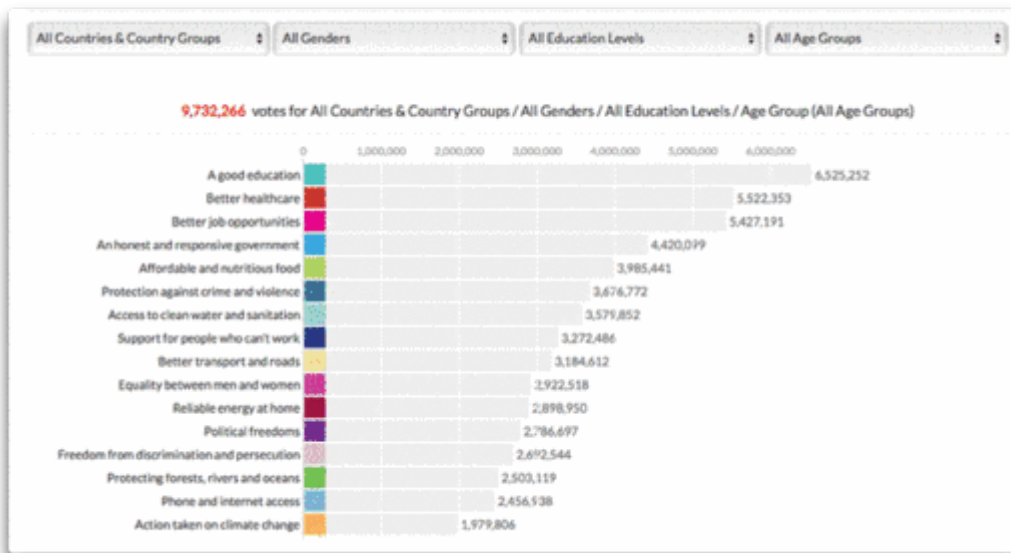 All Countries & Country Groups All Genders All Education Levels All Age Groups
9,732,266 votes for All Countries & Country Groups / All Genders / All Education Levels / Age Group (All Age Groups)
0 1,000,000 2,000,000 3,000,000 4,000,000 5,000,000 6,000,000
A good education 6,525,252
Better healthcare 5,522,353
Better job opportunities 5,427,191
An honest and responsive government 4,420,099
Affordable and nutritious food 3,985,441
Protection against crime and violence 3,676,772
Access to clean water and sanitation 3,579,852
Support for people who can't work 3,272,486
Better transport and roads 3,184,612
Equality between men and women 2,922,518
Reliable energy at home 2,898,950
Political freedoms 2,786,697
Freedom from discrimination and persecution 2,692,544
Protecting forests, rivers and oceans 2,503,119
Phone and internet access 2,456,938
Action taken on climate change 1,979,806